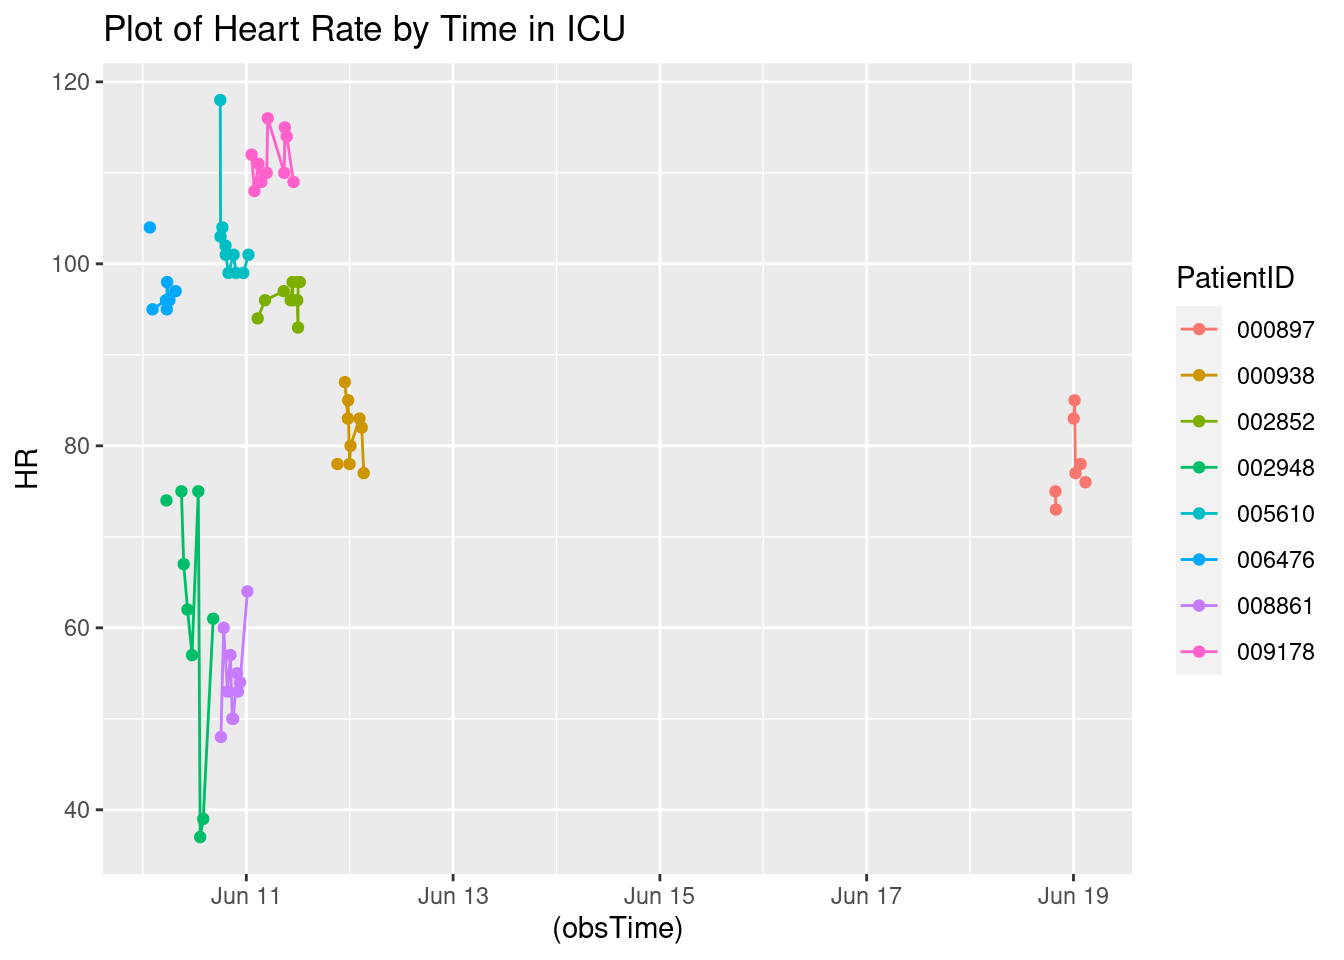 Plot of Heart Rate by Time in ICU
120
100
80
60
40
HR
Jun 11
Jun 13
Jun 15
Jun 17
Jun 19
(obsTime)
PatientID
000897
000938
002852
002948
005610
006476
008861
009178